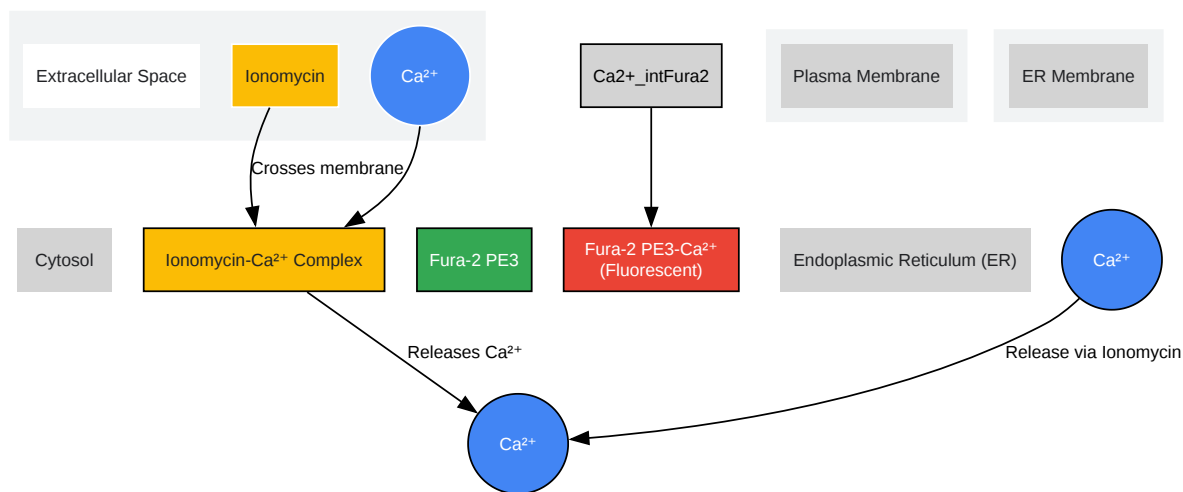 Extracellular Space
Ionomycin
Ca²⁺
Ca2+_intFura2
Plasma Membrane
ER Membrane
Crosses membrane
Cytosol
Ionomycin-Ca²⁺ Complex
Fura-2 PE3
Fura-2 PE3-Ca²⁺
(Fluorescent)
Endoplasmic Reticulum (ER)
Ca²⁺
Releases Ca²⁺
Release via Ionomycin
Ca²⁺